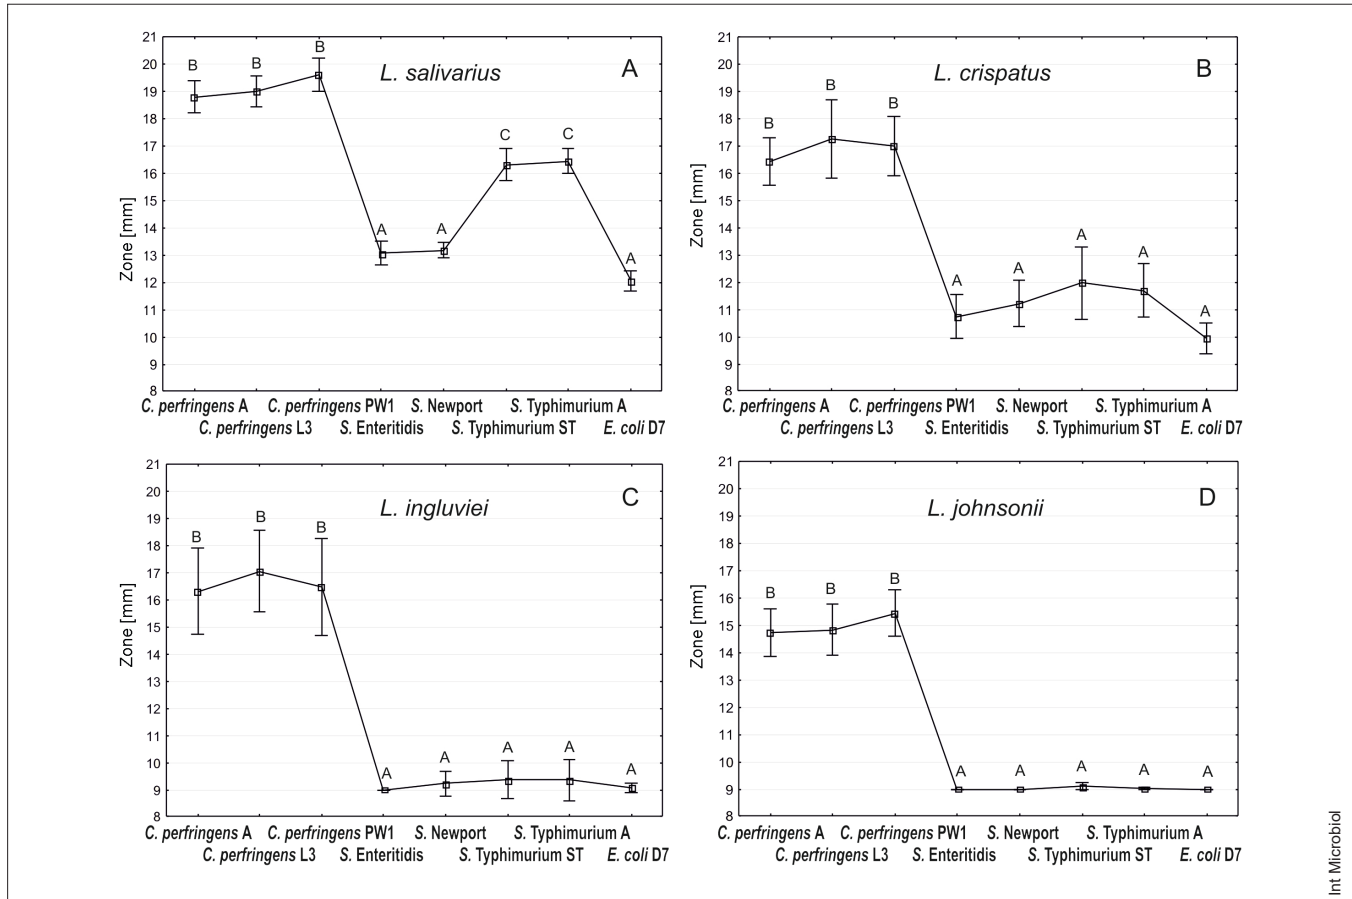 L. salivarius
A
Zone [mm]
21
20
19
18
17
16
15
14
13
12
11
10
9
8
B
B
B
A
A
C
C
A
C. perfringens A
C. perfringens PW1
S. Newport
S. Typhimurium A
C. perfringens L3
S. Enteritidis
S. Typhimurium ST
E. coli D7
L. crispatus
B
Zone [mm]
21
20
19
18
17
16
15
14
13
12
11
10
9
8
B
B
B
A
A
A
A
A
C. perfringens A
C. perfringens PW1
S. Newport
S. Typhimurium A
C. perfringens L3
S. Enteritidis
S. Typhimurium ST
E. coli D7
L. ingluviei
C
Zone [mm]
21
20
19
18
17
16
15
14
13
12
11
10
9
8
B
B
B
A
A
A
A
A
C. perfringens A
C. perfringens PW1
S. Newport
S. Typhimurium A
C. perfringens L3
S. Enteritidis
S. Typhimurium ST
E. coli D7
L. johnsonii
D
Zone [mm]
21
20
19
18
17
16
15
14
13
12
11
10
9
8
B
B
B
A
A
A
A
A
C. perfringens A
C. perfringens PW1
S. Newport
S. Typhimurium A
C. perfringens L3
S. Enteritidis
S. Typhimurium ST
E. coli D7
Int Microbiol